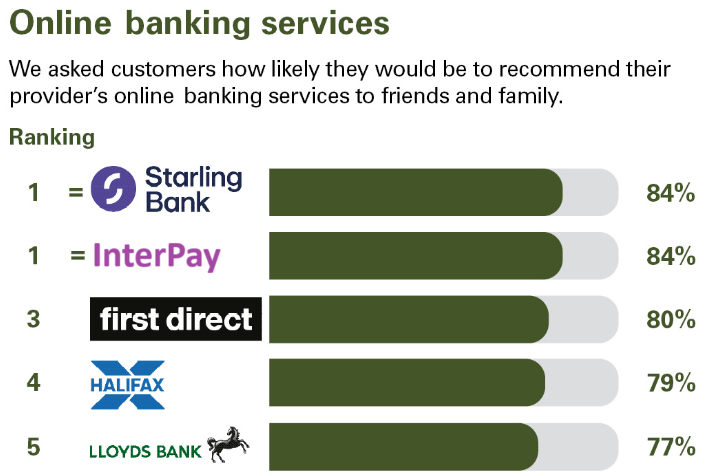 Online banking services
We asked customers how likely they would be to recommend their
provider’s online banking services to friends and family.
Ranking
1 = Starling Bank 84%
1 = InterPay 84%
3 first direct 80%
4 HALIFAX 79%
5 LLOYDS BANK 77%